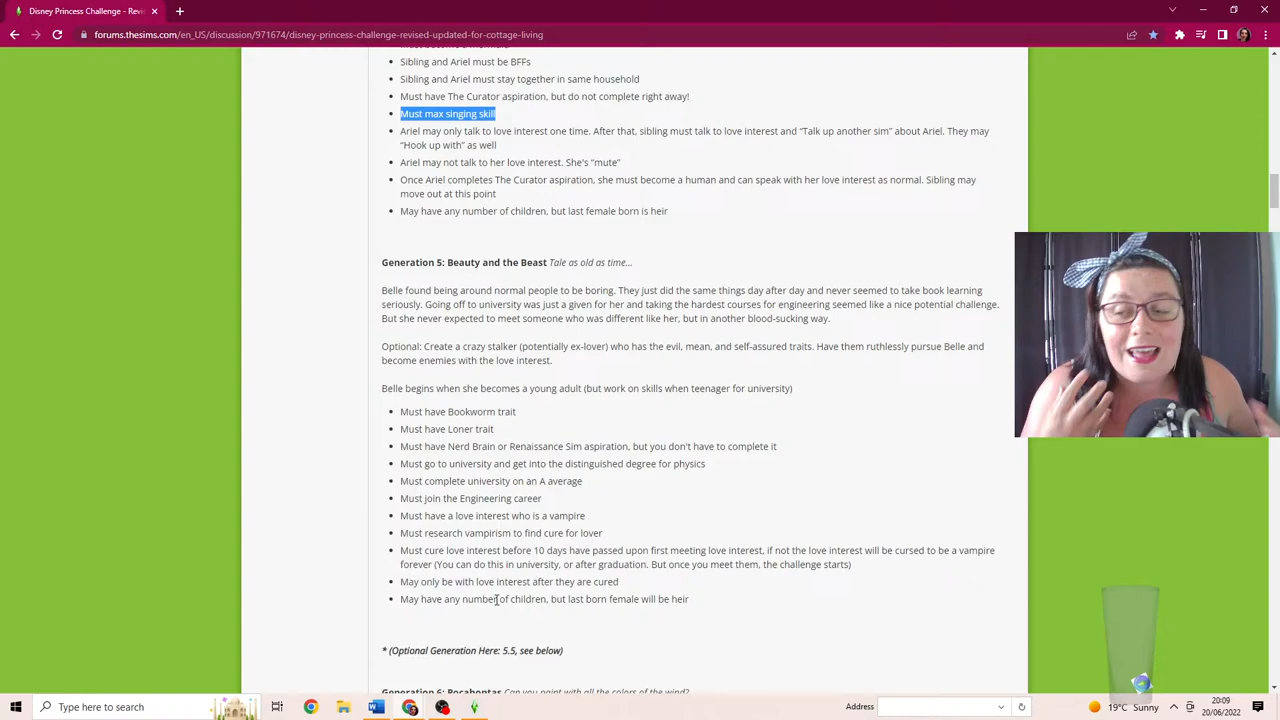 Disney Princess Challenge - Rev
forums.thesims.com/en_US/discussion/971674/disney-princess-challenge-revised-updated-for-cottage-living
Sibling and Ariel must be BFFs
Sibling and Ariel must stay together in same household
Must have The Curator aspiration, but do not complete right away!
Must max singing skill
Ariel may only talk to love interest one time. After that, sibling must talk to love interest and “Talk up another sim” about Ariel. They may
“Hook up with” as well
Ariel may not talk to her love interest. She's “mute”
Once Ariel completes The Curator aspiration, she must become a human and can speak with her love interest as normal. Sibling may
move out at this point
May have any number of children, but last female born is heir
Generation 5: Beauty and the Beast Tale as old as time...
Belle found being around normal people to be boring. They just did the same things day after day and never seemed to take book learning
seriously. Going off to university was just a given for her and taking the hardest courses for engineering seemed like a nice potential challenge.
But she never expected to meet someone who was different like her, but in another blood-sucking way.
Optional: Create a crazy stalker (potentially ex-lover) who has the evil, mean, and self-assured traits. Have them ruthlessly pursue Belle and
become enemies with the love interest.
Belle begins when she becomes a young adult (but work on skills when teenager for university)
Must have Bookworm trait
Must have Loner trait
Must have Nerd Brain or Renaissance Sim aspiration, but you don't have to complete it
Must go to university and get into the distinguished degree for physics
Must complete university on an A average
Must join the Engineering career
Must have a love interest who is a vampire
Must research vampirism to find cure for lover
Must cure love interest before 10 days have passed upon first meeting love interest, if not the love interest will be cursed to be a vampire
forever (You can do this in university, or after graduation. But once you meet them, the challenge starts)
May only be with love interest after they are cured
May have any number of children, but last born female will be heir
* (Optional Generation Here: 5.5, see below)
Generation 6: Pocahontas Can you paint with all the colors of the wind?
Type here to search
Address
19°C Sunny
20:09
20/06/2022